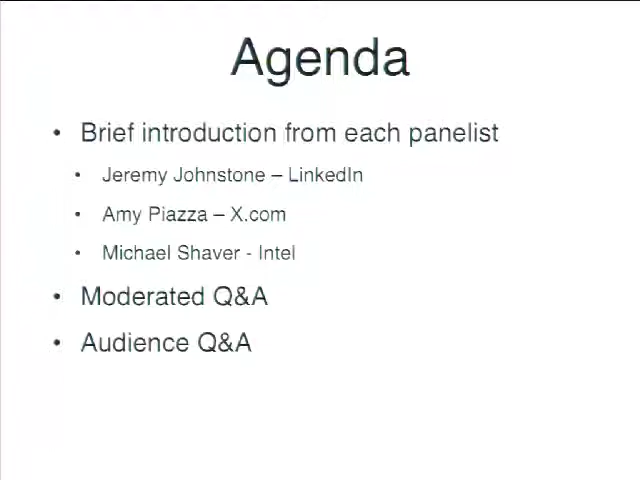 Agenda
• Brief introduction from each panelist
• Jeremy Johnstone – LinkedIn
• Amy Piazza – X.com
• Michael Shaver - Intel
• Moderated Q&A
• Audience Q&A